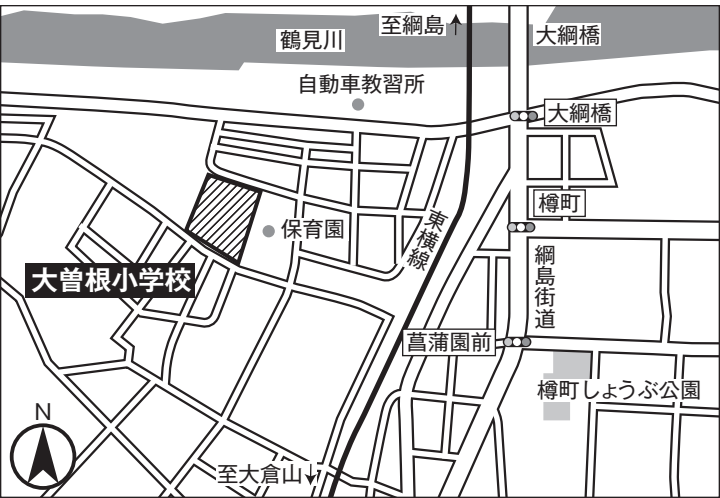 至綱島↑
大綱橋
鶴見川
自動車教習所
大綱橋
樽町
保育園
東横線
綱島街道
大曽根小学校
菖蒲園前
樽町しょうぶ公園
N
至大倉山↓